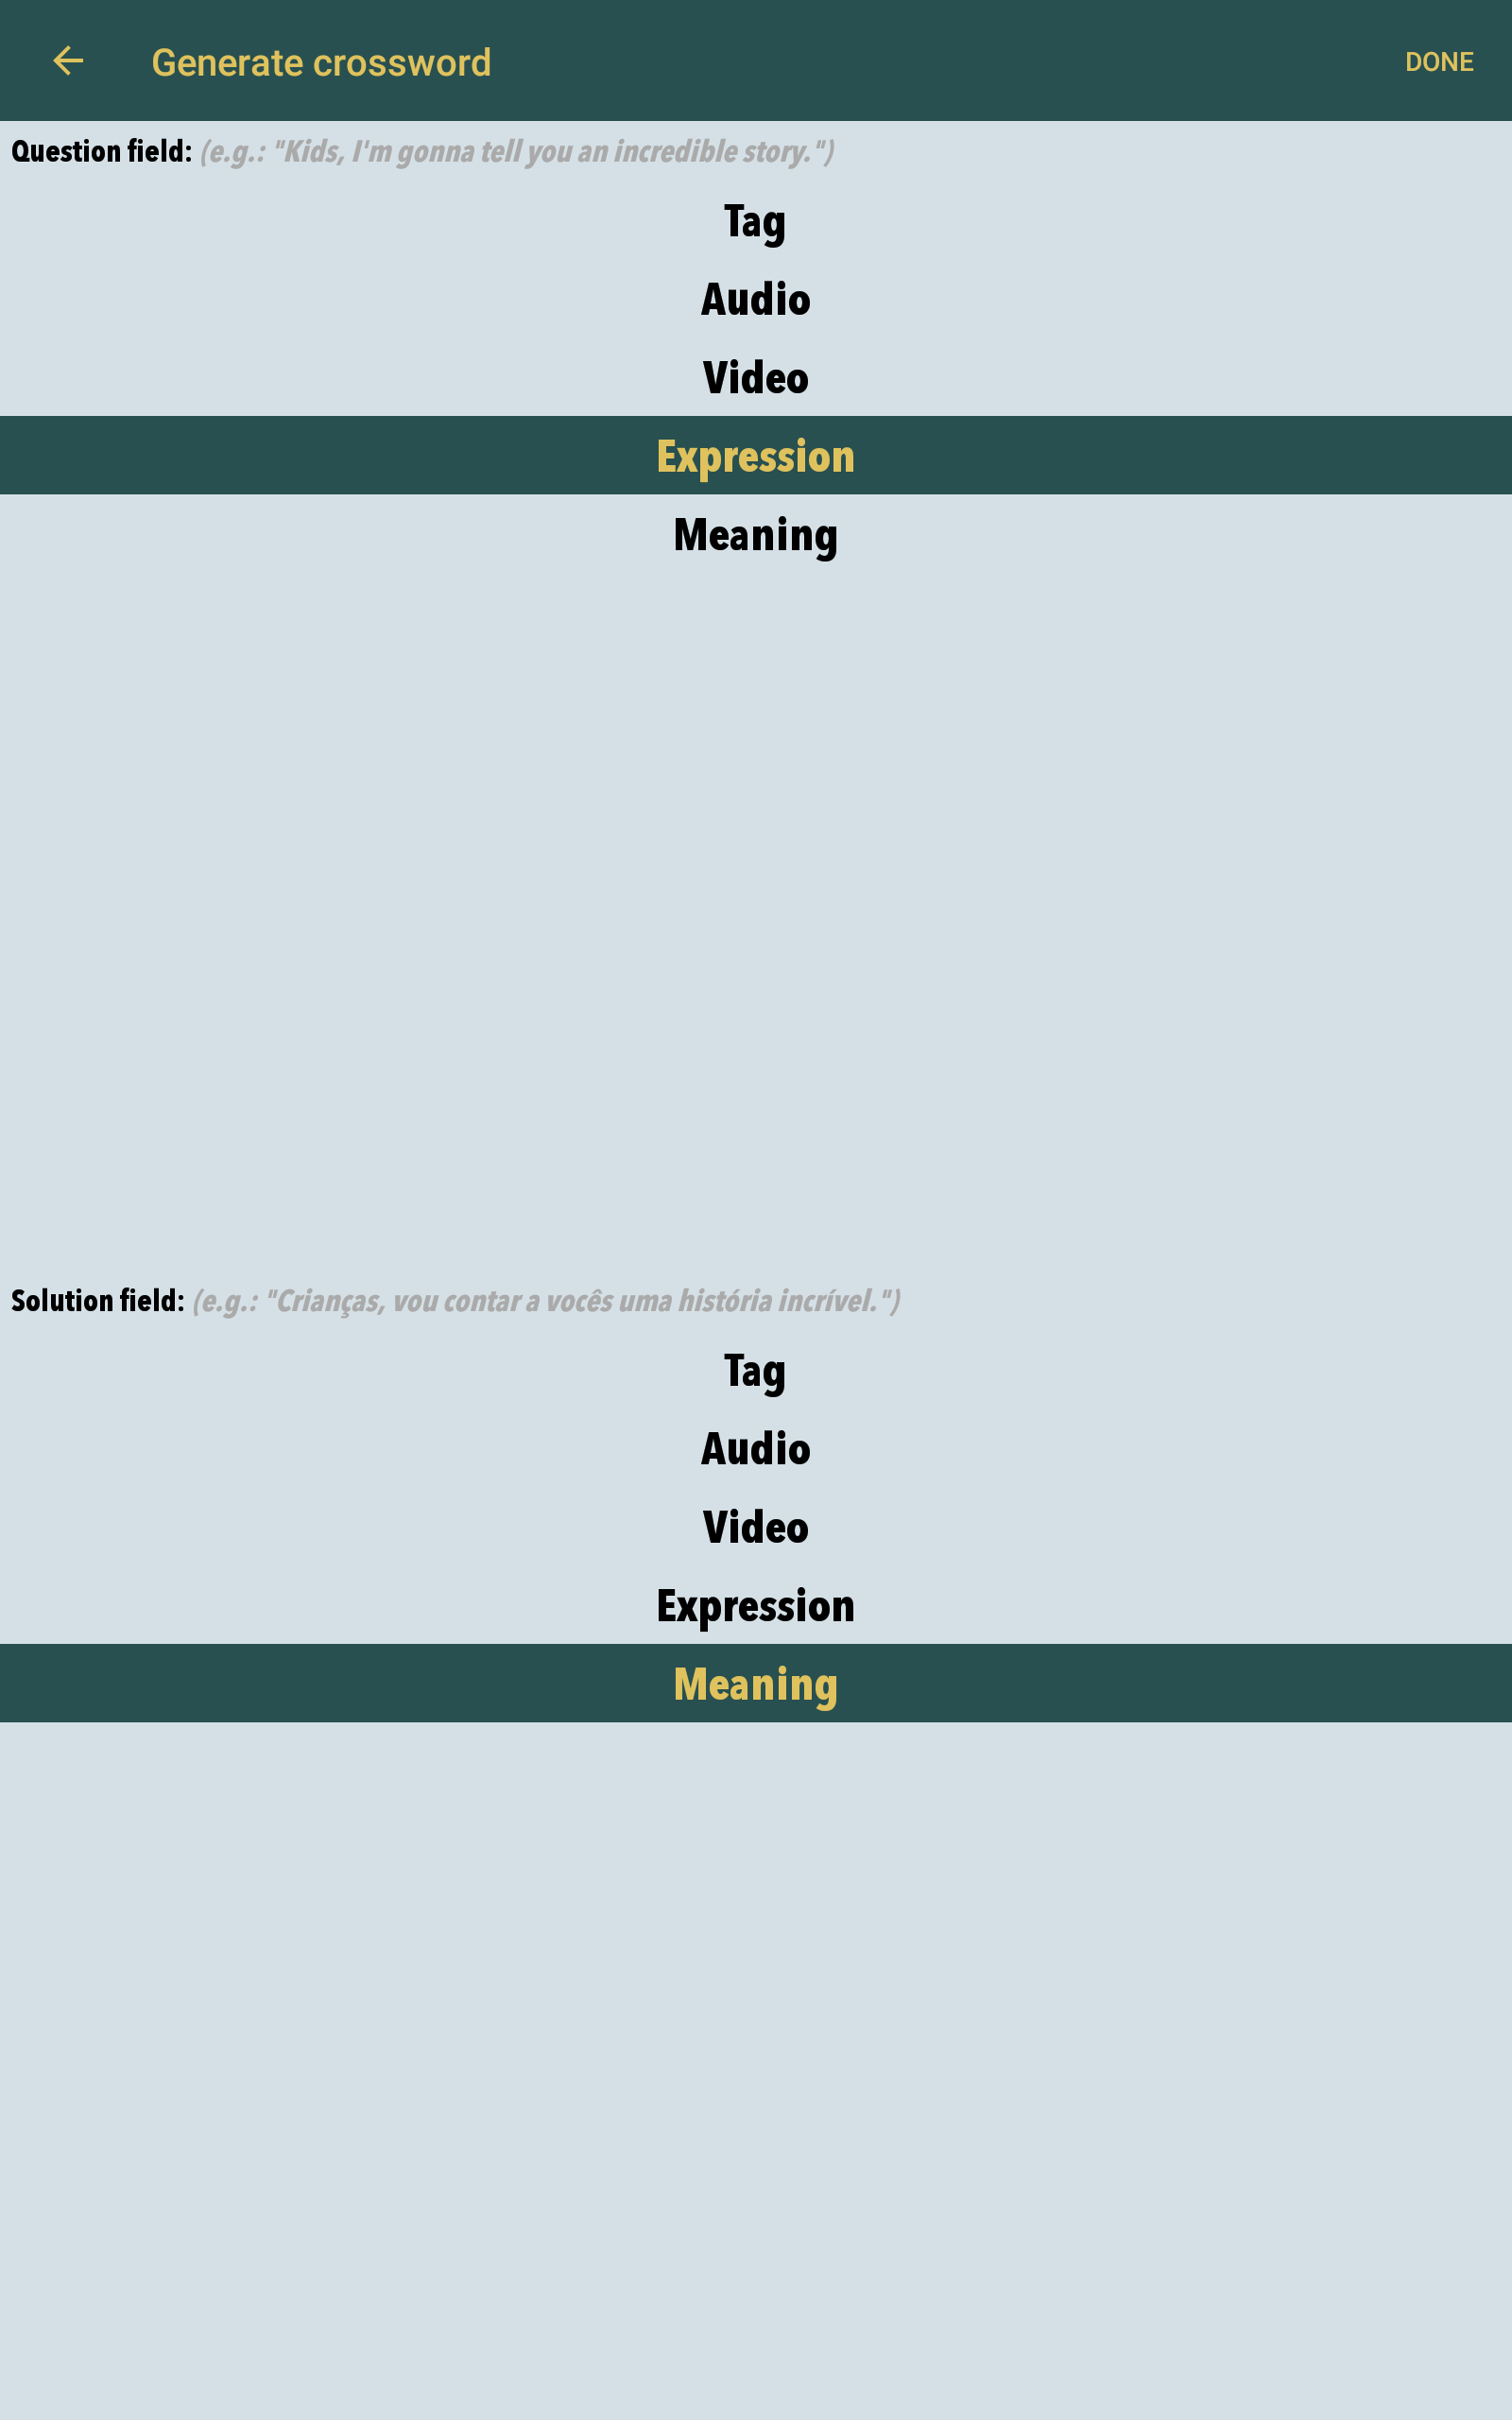 Generate crossword
DONE
Question field: (e.g.: "Kids, I'm gonna tell you an incredible story.")
Tag
Audio
Video
Expression
Meaning
Solution field: (e.g.: "Crianças, vou contar a vocês uma história incrível.")
Tag
Audio
Video
Expression
Meaning